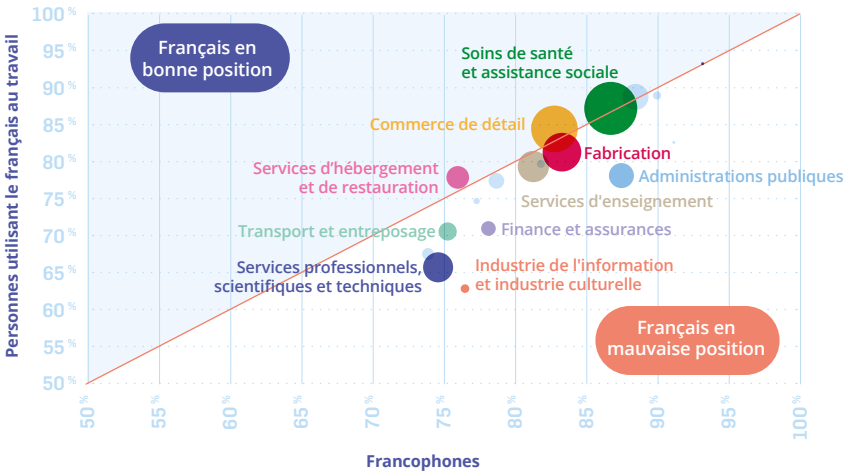 Personnes utilisant le français au travail
100 %
95 %
90 %
85 %
80 %
75 %
70 %
65 %
60 %
55 %
50 %
Français en
bonne position
Soins de santé
et assistance sociale
Commerce de détail
Fabrication
Services d'hébergement
et de restauration
Administrations publiques
Services d'enseignement
Transport et entreposage
Finance et assurances
Services professionnels,
scientifiques et techniques
Industrie de l'information
et industrie culturelle
Français en
mauvaise position
50 %
55 %
60 %
65 %
70 %
75 %
80 %
85 %
90 %
95 %
100 %
Francophones